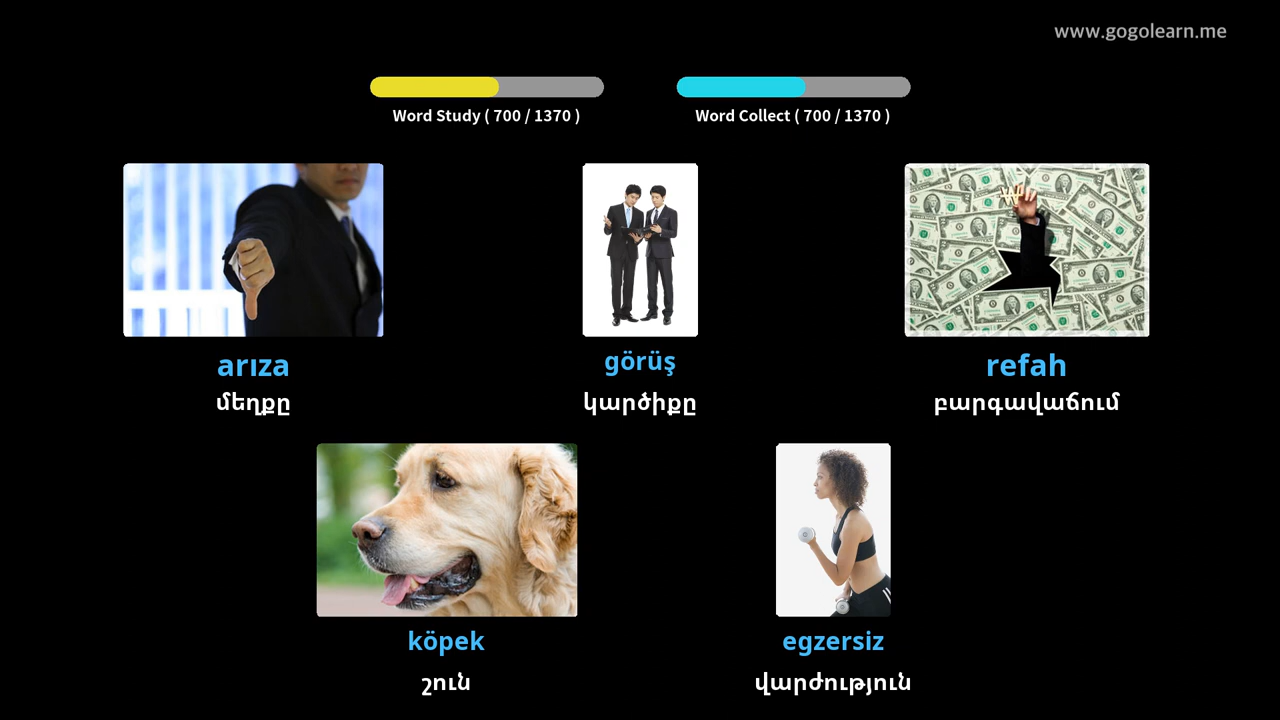 www.gogolearn.me
Word Study ( 700 / 1370 )
Word Collect ( 700 / 1370 )
arıza
մեղքը
görüş
կարծիքը
refah
բարգավաճում
köpek
շուն
egzersiz
վարժություն